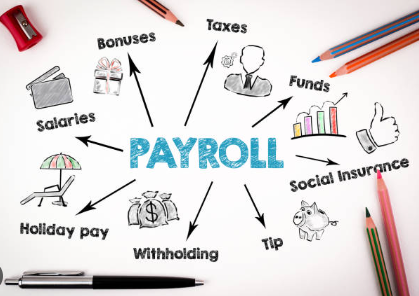 Bonuses
Taxes
Funds
Salaries
PAYROLL
Social Insurance
Holiday pay
Withholding
Tip
$